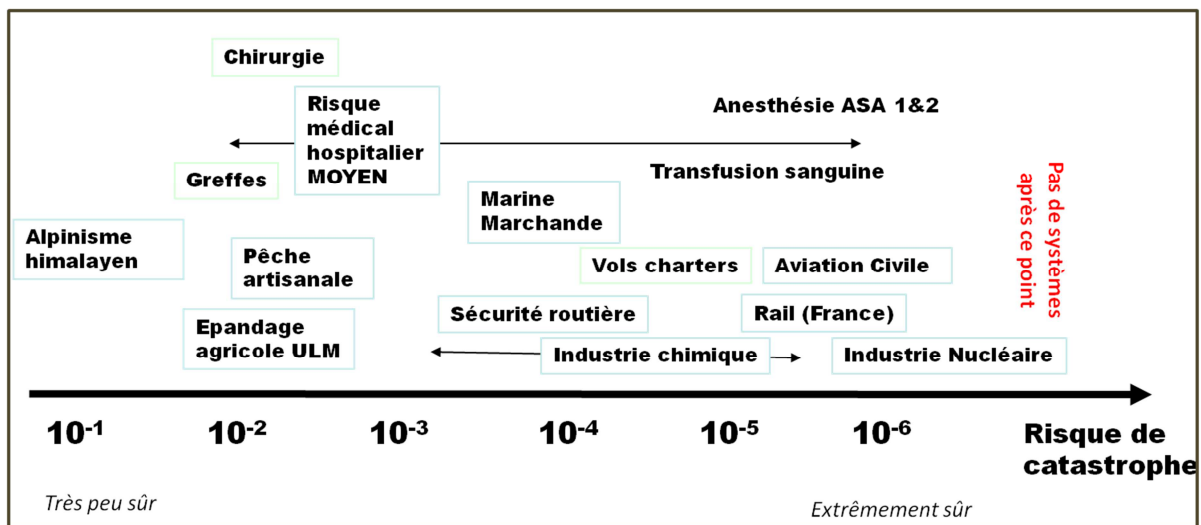 Chirurgie
Risque
médical
hospitalier
MOYEN
Anesthésie ASA 1&2
Greffes
Transfusion sanguine
Pas de systèmes
après ce point
Marine
Marchande
Alpinisme
himalayen
Pêche
artisanale
Vols charters
Aviation Civile
Sécurité routière
Rail (France)
Epandage
agricole ULM
Industrie chimique
Industrie Nucléaire
10⁻¹ 10⁻² 10⁻³ 10⁻⁴ 10⁻⁵ 10⁻⁶
Risque de
catastrophe
Très peu sûr
Extrêmement sûr